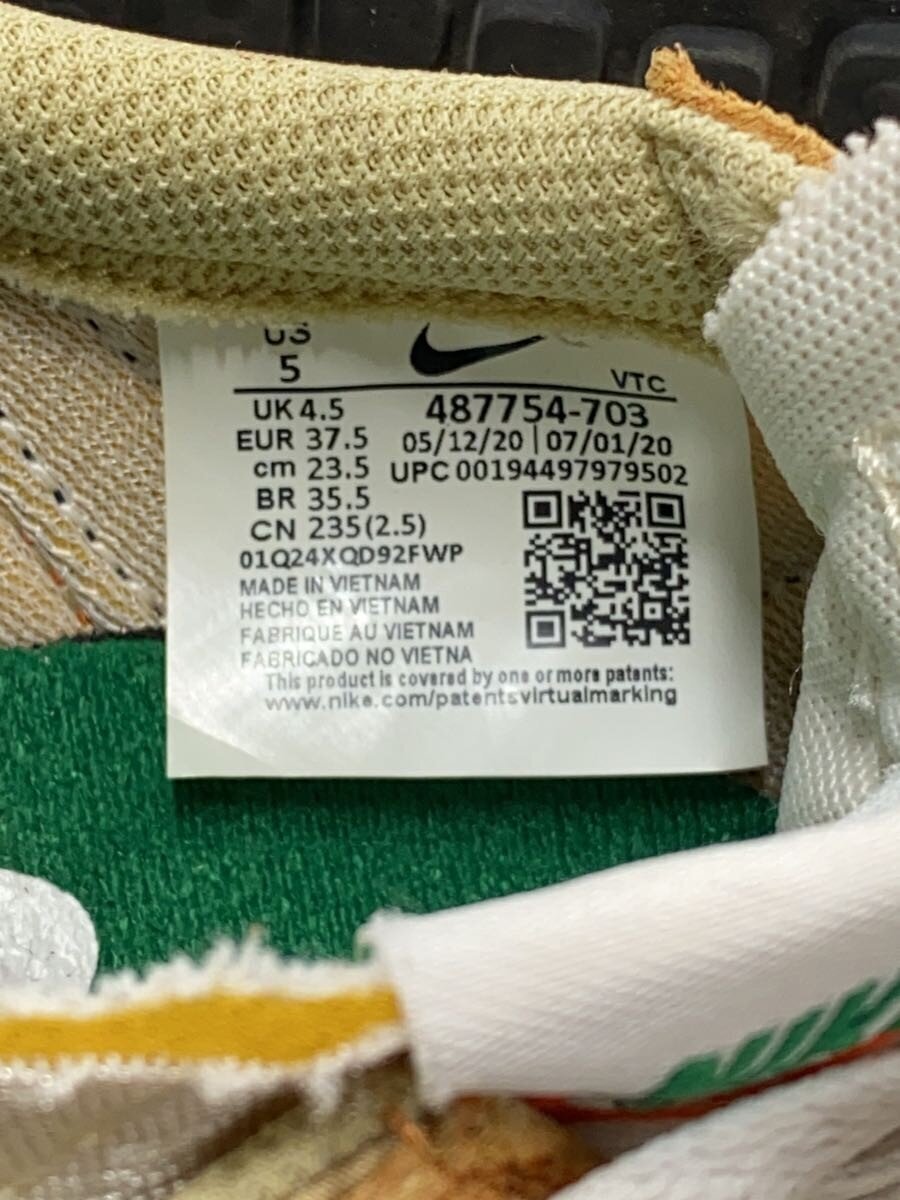 US
5
VTC
UK 4.5
487754-703
EUR 37.5
05/12/20 | 07/01/20
cm 23.5
UPC 00194497979502
BR 35.5
CN 235(2.5)
01Q24XQD92FWP
MADE IN VIETNAM
HECHO EN VIETNAM
FABRIQUE AU VIETNAM
FABRICADO NO VIETNA
This product is covered by one or more patents:
www.nike.com/patentsvirtualmarking